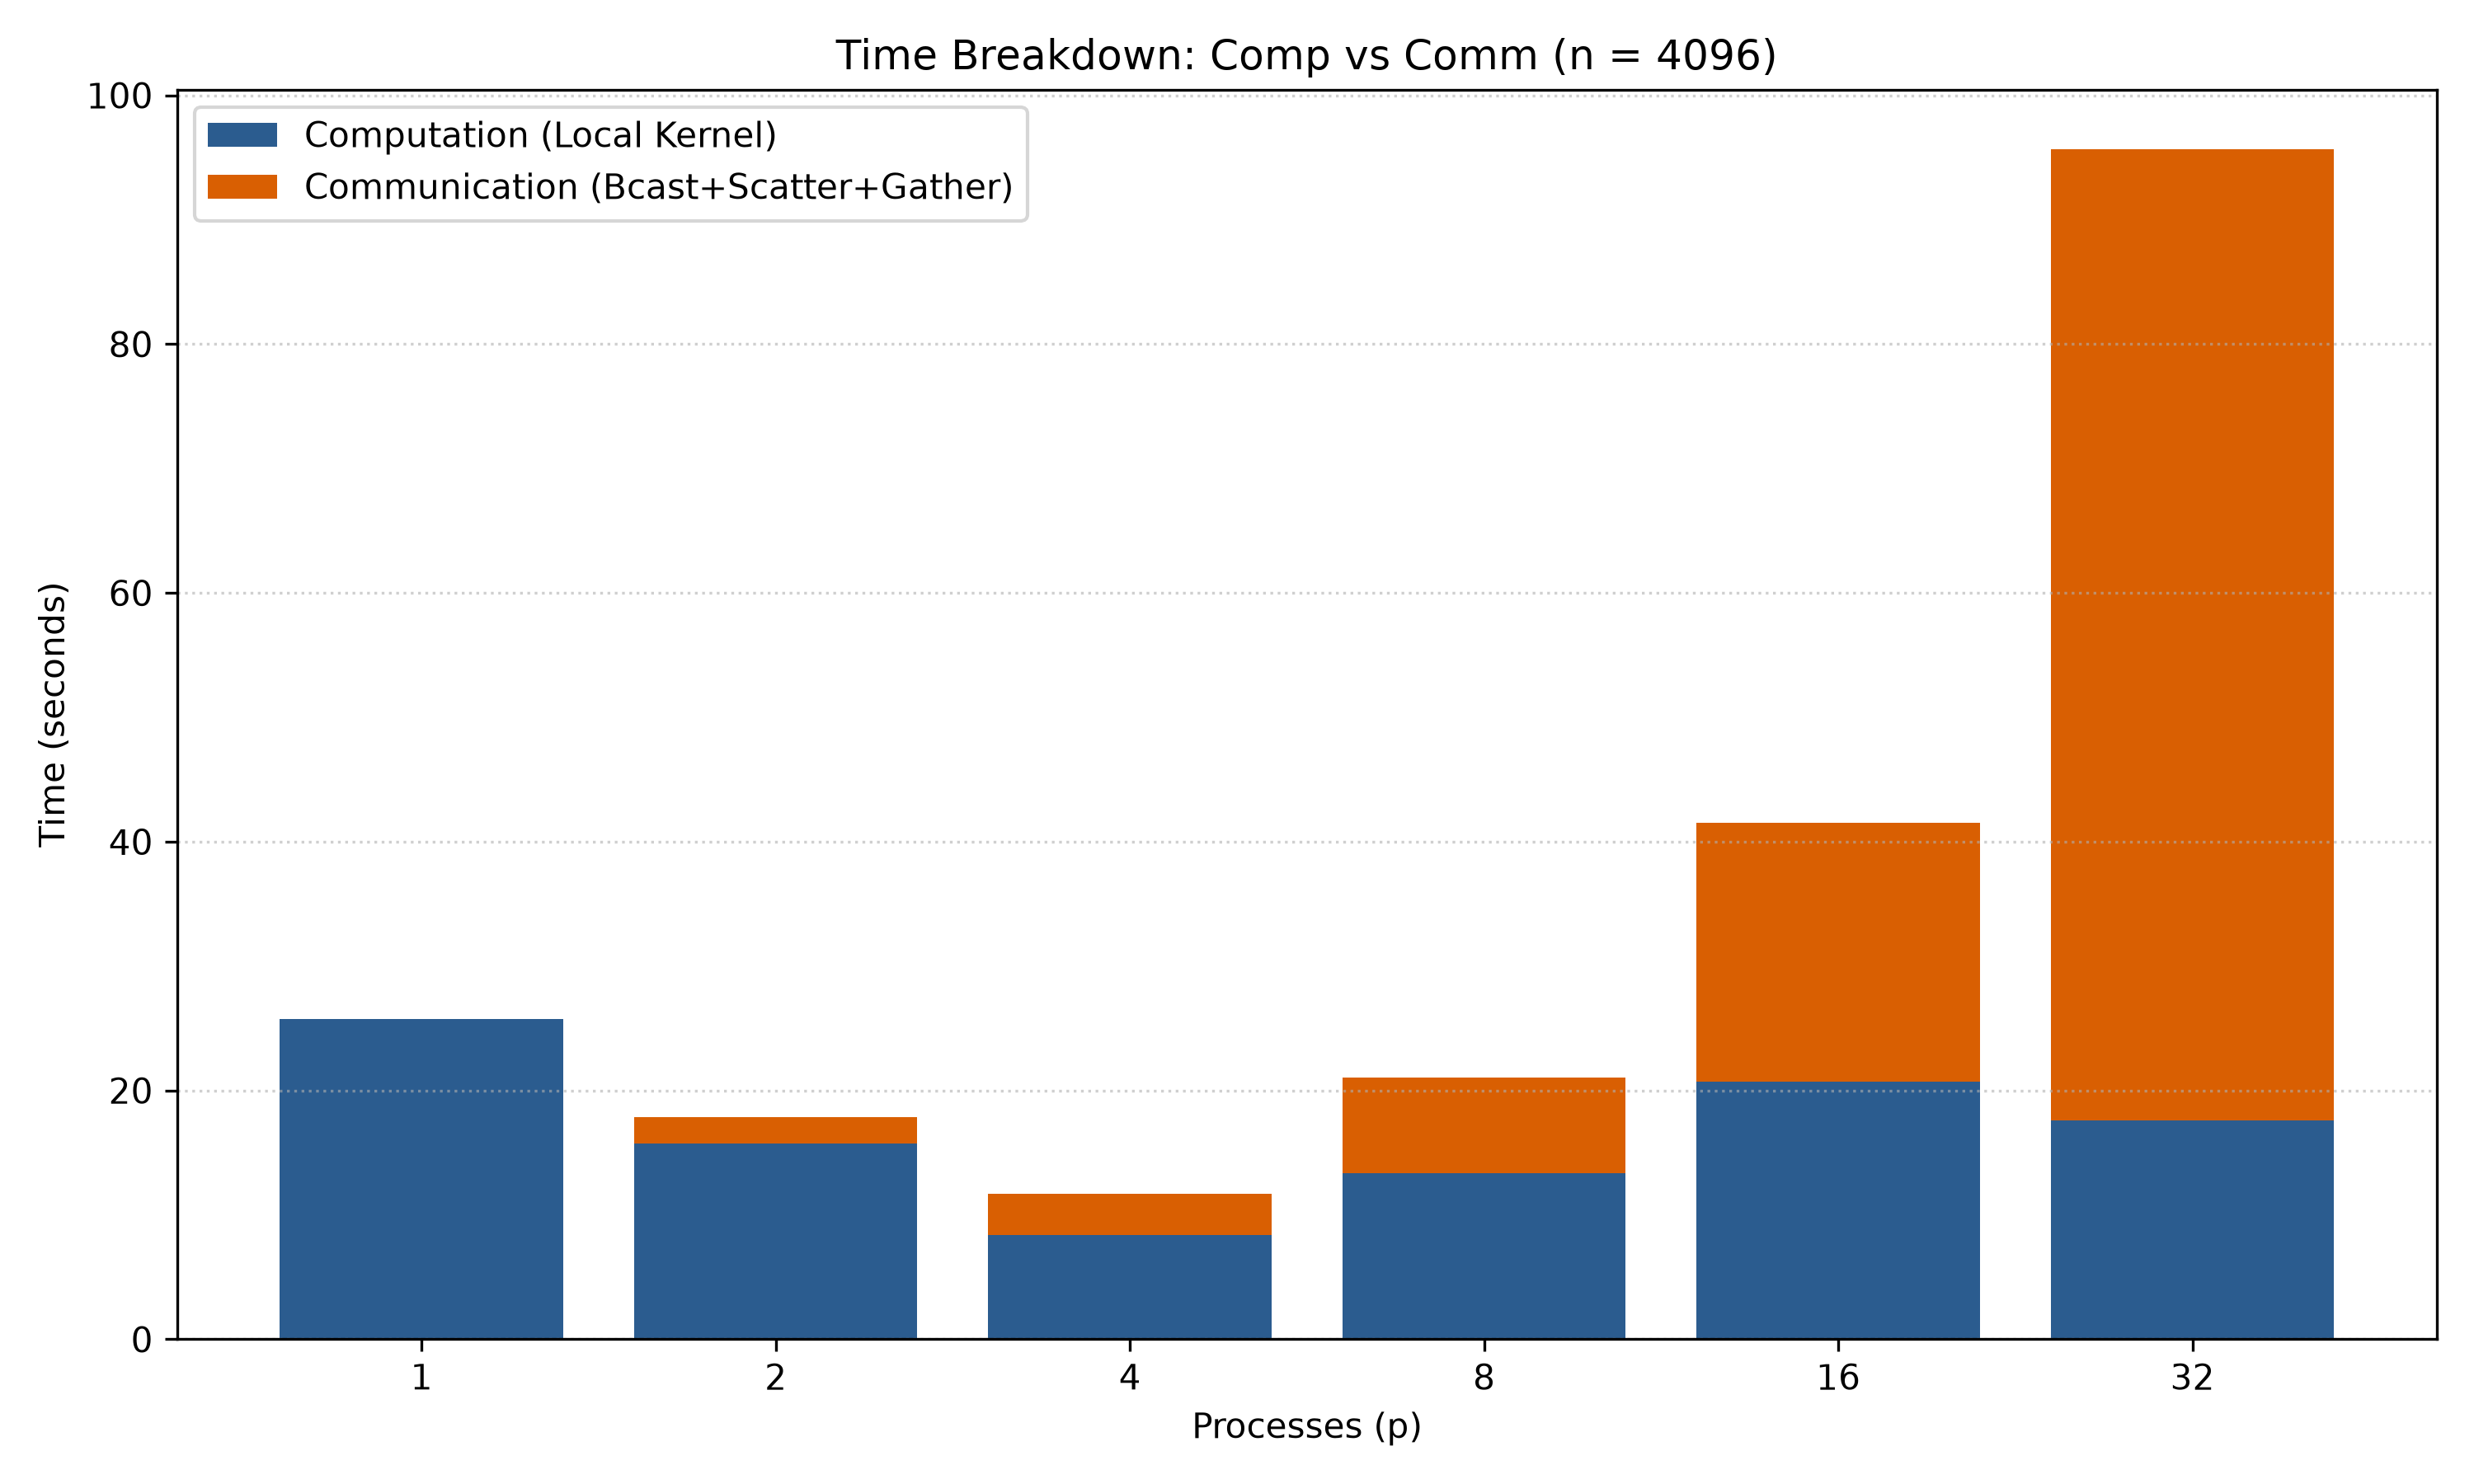 Time Breakdown: Comp vs Comm (n = 4096)
Computation (Local Kernel)
Communication (Bcast+Scatter+Gather)
100
80
60
40
20
0
Time (seconds)
1 2 4 8 16 32
Processes (p)